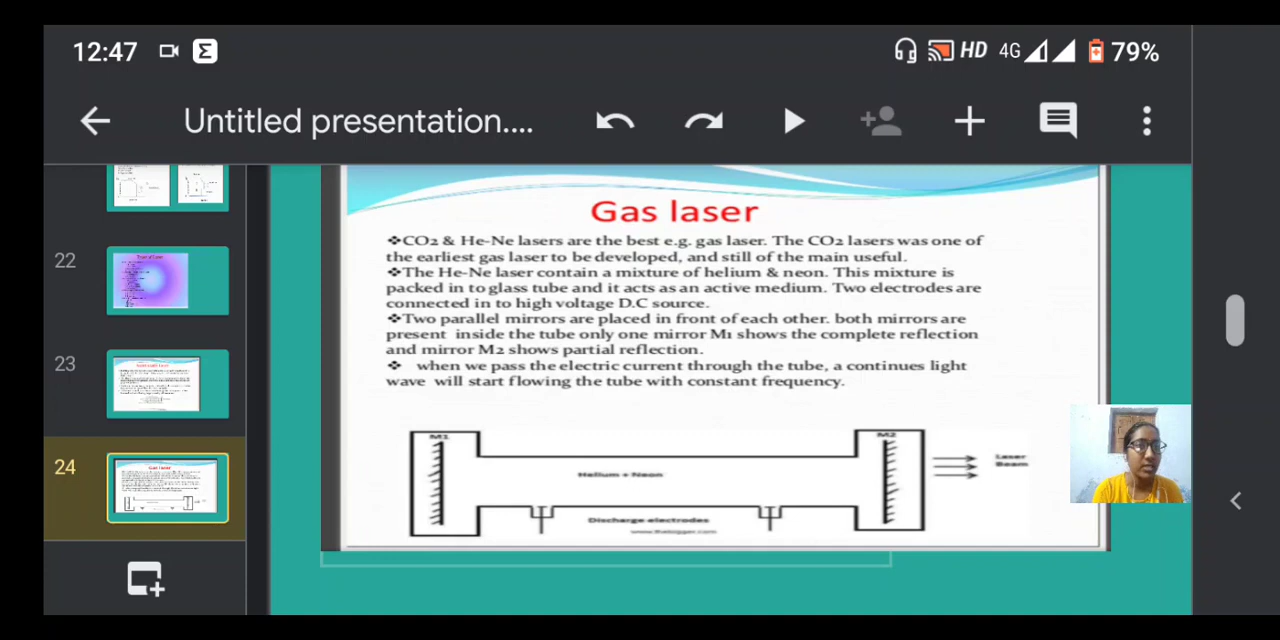 12:47
HD 4G 79%
Untitled presentation....
22
23
24
Gas laser
❖CO2 & He-Ne lasers are the best e.g. gas laser. The CO2 lasers was one of
the earliest gas laser to be developed, and still of the main useful.
❖The He-Ne laser contain a mixture of helium & neon. This mixture is
packed in to glass tube and it acts as an active medium. Two electrodes are
connected in to high voltage D.C source.
❖Two parallel mirrors are placed in front of each other. both mirrors are
present inside the tube only one mirror M1 shows the complete reflection
and mirror M2 shows partial reflection.
❖ when we pass the electric current through the tube, a continues light
wave will start flowing the tube with constant frequency.
M1
M2
Helium + Neon
Laser
Beam
Discharge electrodes